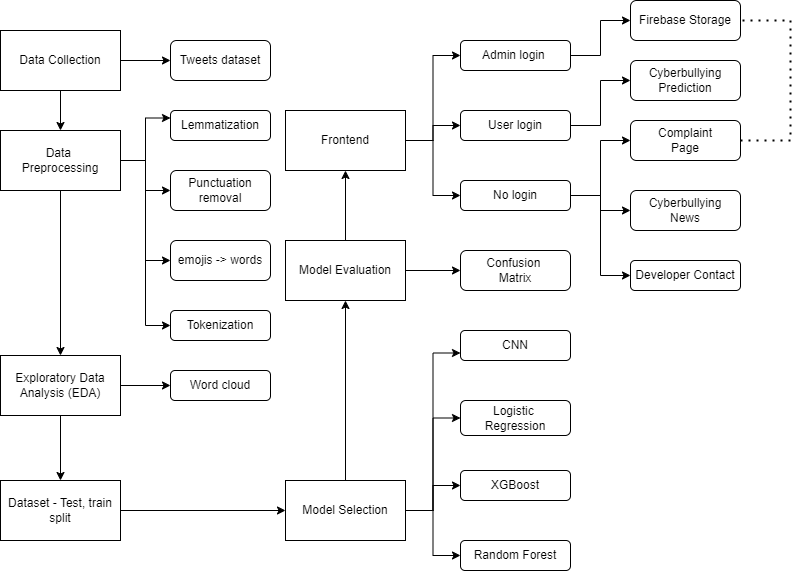 Data Collection
Tweets dataset
Data
Preprocessing
Lemmatization
Punctuation
removal
emojis -> words
Tokenization
Exploratory Data
Analysis (EDA)
Word cloud
Dataset - Test, train
split
Model Selection
CNN
Logistic
Regression
XGBoost
Random Forest
Model Evaluation
Confusion
Matrix
Frontend
Admin login
User login
No login
Firebase Storage
Cyberbullying
Prediction
Complaint
Page
Cyberbullying
News
Developer Contact